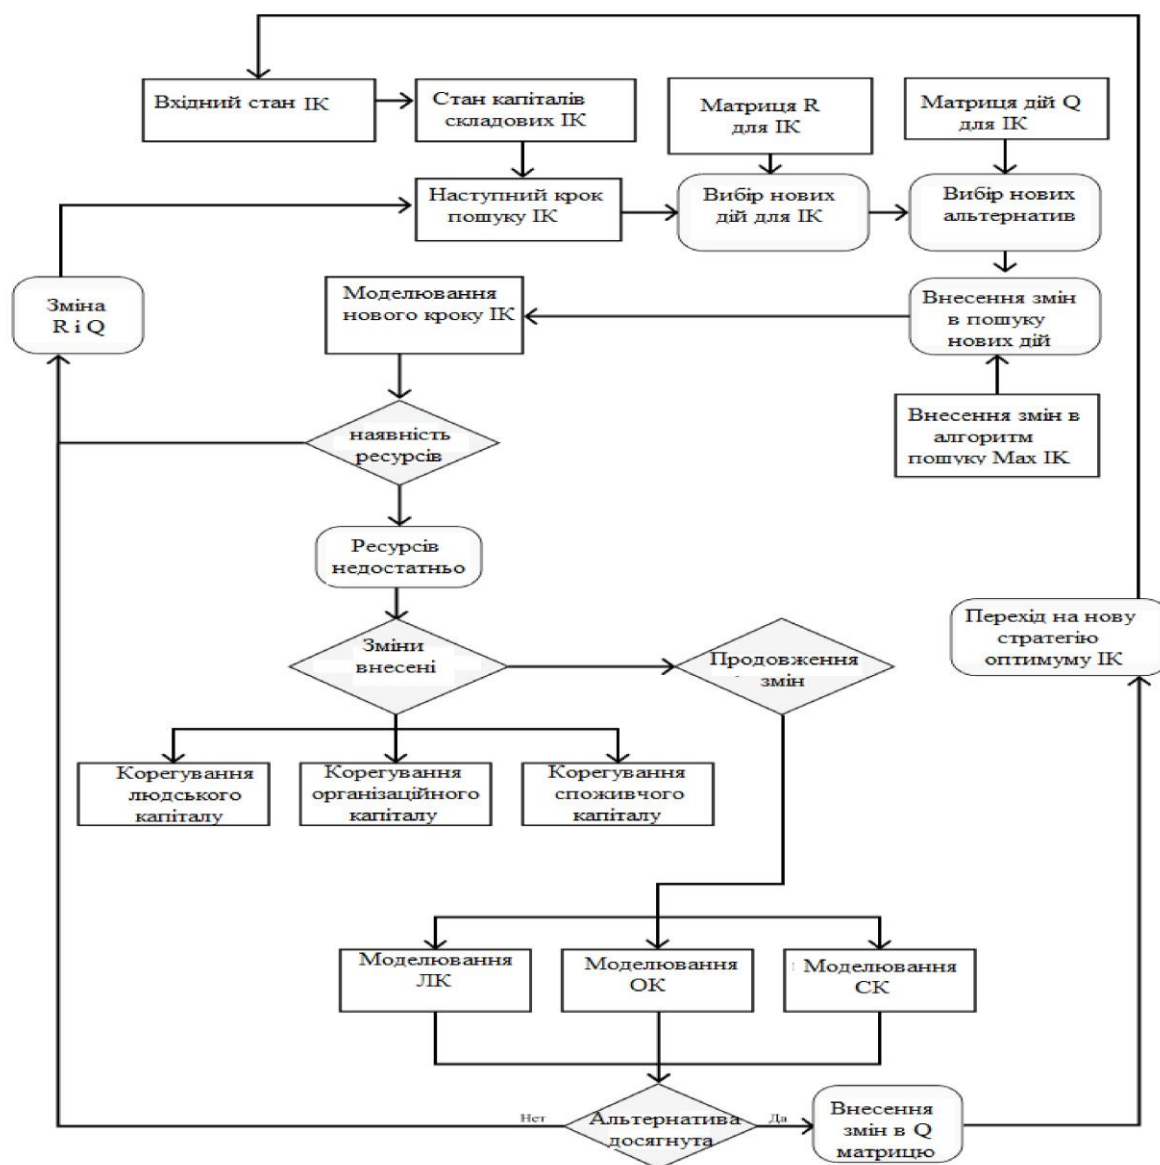 Вхідний стан ІК
Стан капіталів
складових ІК
Матриця R
для ІК
Матриця дій Q
для ІК
Наступний крок
пошуку ІК
Вибір нових
дій для ІК
Вибір нових
альтернатив
Зміна
R і Q
Моделювання
нового кроку ІК
Внесення змін
в пошуку
нових дій
наявність
ресурсів
Внесення змін в
алгоритм
пошуку Max ІК
Ресурсів
недостатньо
Зміни
внесені
Продовження
змін
Перехід на нову
стратегію
оптимуму ІК
Корегування
людського
капіталу
Корегування
організаційного
капіталу
Корегування
споживчого
капіталу
Моделювання
ЛК
Моделювання
ОК
Моделювання
СК
Нет
Альтернатива
досягнута
Да
Внесення
змін в Q
матрицю